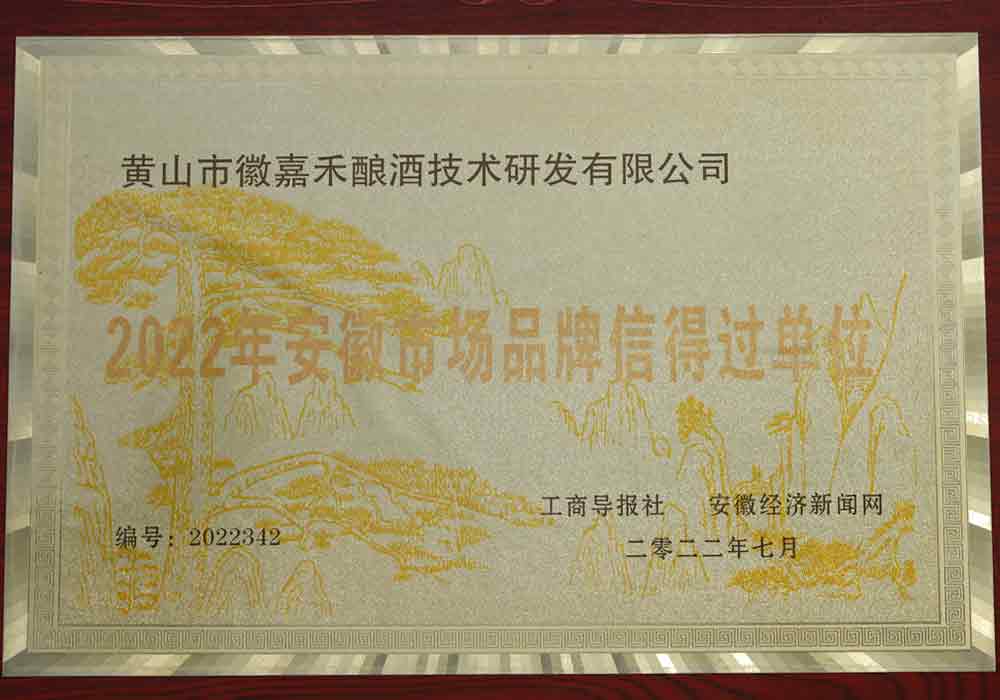 黄山市徽嘉禾酿酒技术研发有限公司
2022年安徽市场品牌信得过单位
工商导报社 安徽经济新闻网
编号：2022342
二零二二年七月